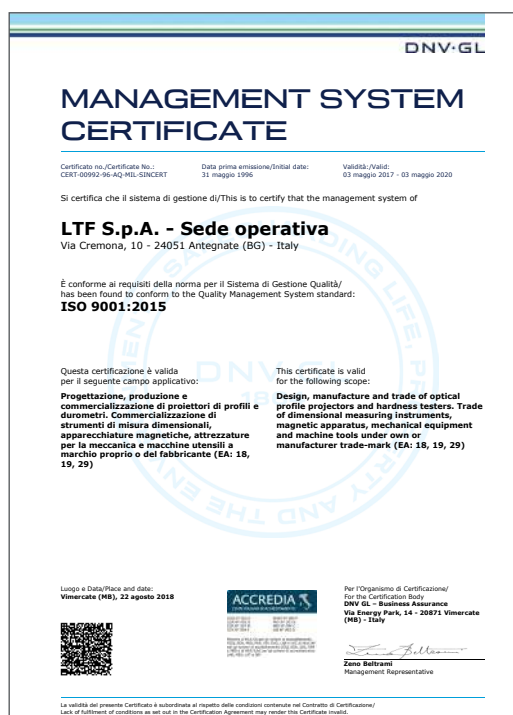 DNV·GL
MANAGEMENT SYSTEM
CERTIFICATE
Certificato no./Certificate No.:
CERT-00992-96-AQ-MIL-SINCERT
Data prima emissione/Initial date:
31 maggio 1996
Validità:/Valid:
03 maggio 2017 - 03 maggio 2020
Si certifica che il sistema di gestione di/This is to certify that the management system of
LTF S.p.A. - Sede operativa
Via Cremona, 10 - 24051 Antegnate (BG) - Italy
È conforme ai requisiti della norma per il Sistema di Gestione Qualità/
has been found to conform to the Quality Management System standard:
ISO 9001:2015
Questa certificazione è valida
per il seguente campo applicativo:
Progettazione, produzione e
commercializzazione di proiettori di profili e
durometri. Commercializzazione di
strumenti di misura dimensionali,
apparecchiature magnetiche, attrezzature
per la meccanica e macchine utensili a
marchio proprio o del fabbricante (EA: 18,
19, 29)
This certificate is valid
for the following scope:
Design, manufacture and trade of optical
profile projectors and hardness testers. Trade
of dimensional measuring instruments,
magnetic apparatus, mechanical equipment
and machine tools under own or
manufacturer trade-mark (EA: 18, 19, 29)
DNV·GL
Luogo e Data/Place and date:
Vimercate (MB), 22 agosto 2018
ACCREDIA
Per l'Organismo di Certificazione/
For the Certification Body
DNV GL – Business Assurance
Via Energy Park, 14 - 20871 Vimercate
(MB) - Italy
Zeno Beltrami
Management Representative
La validità del presente Certificato è subordinata al rispetto delle condizioni contenute nel Contratto di Certificazione/
Lack of fulfilment of conditions as set out in the Certification Agreement may render this Certificate invalid.